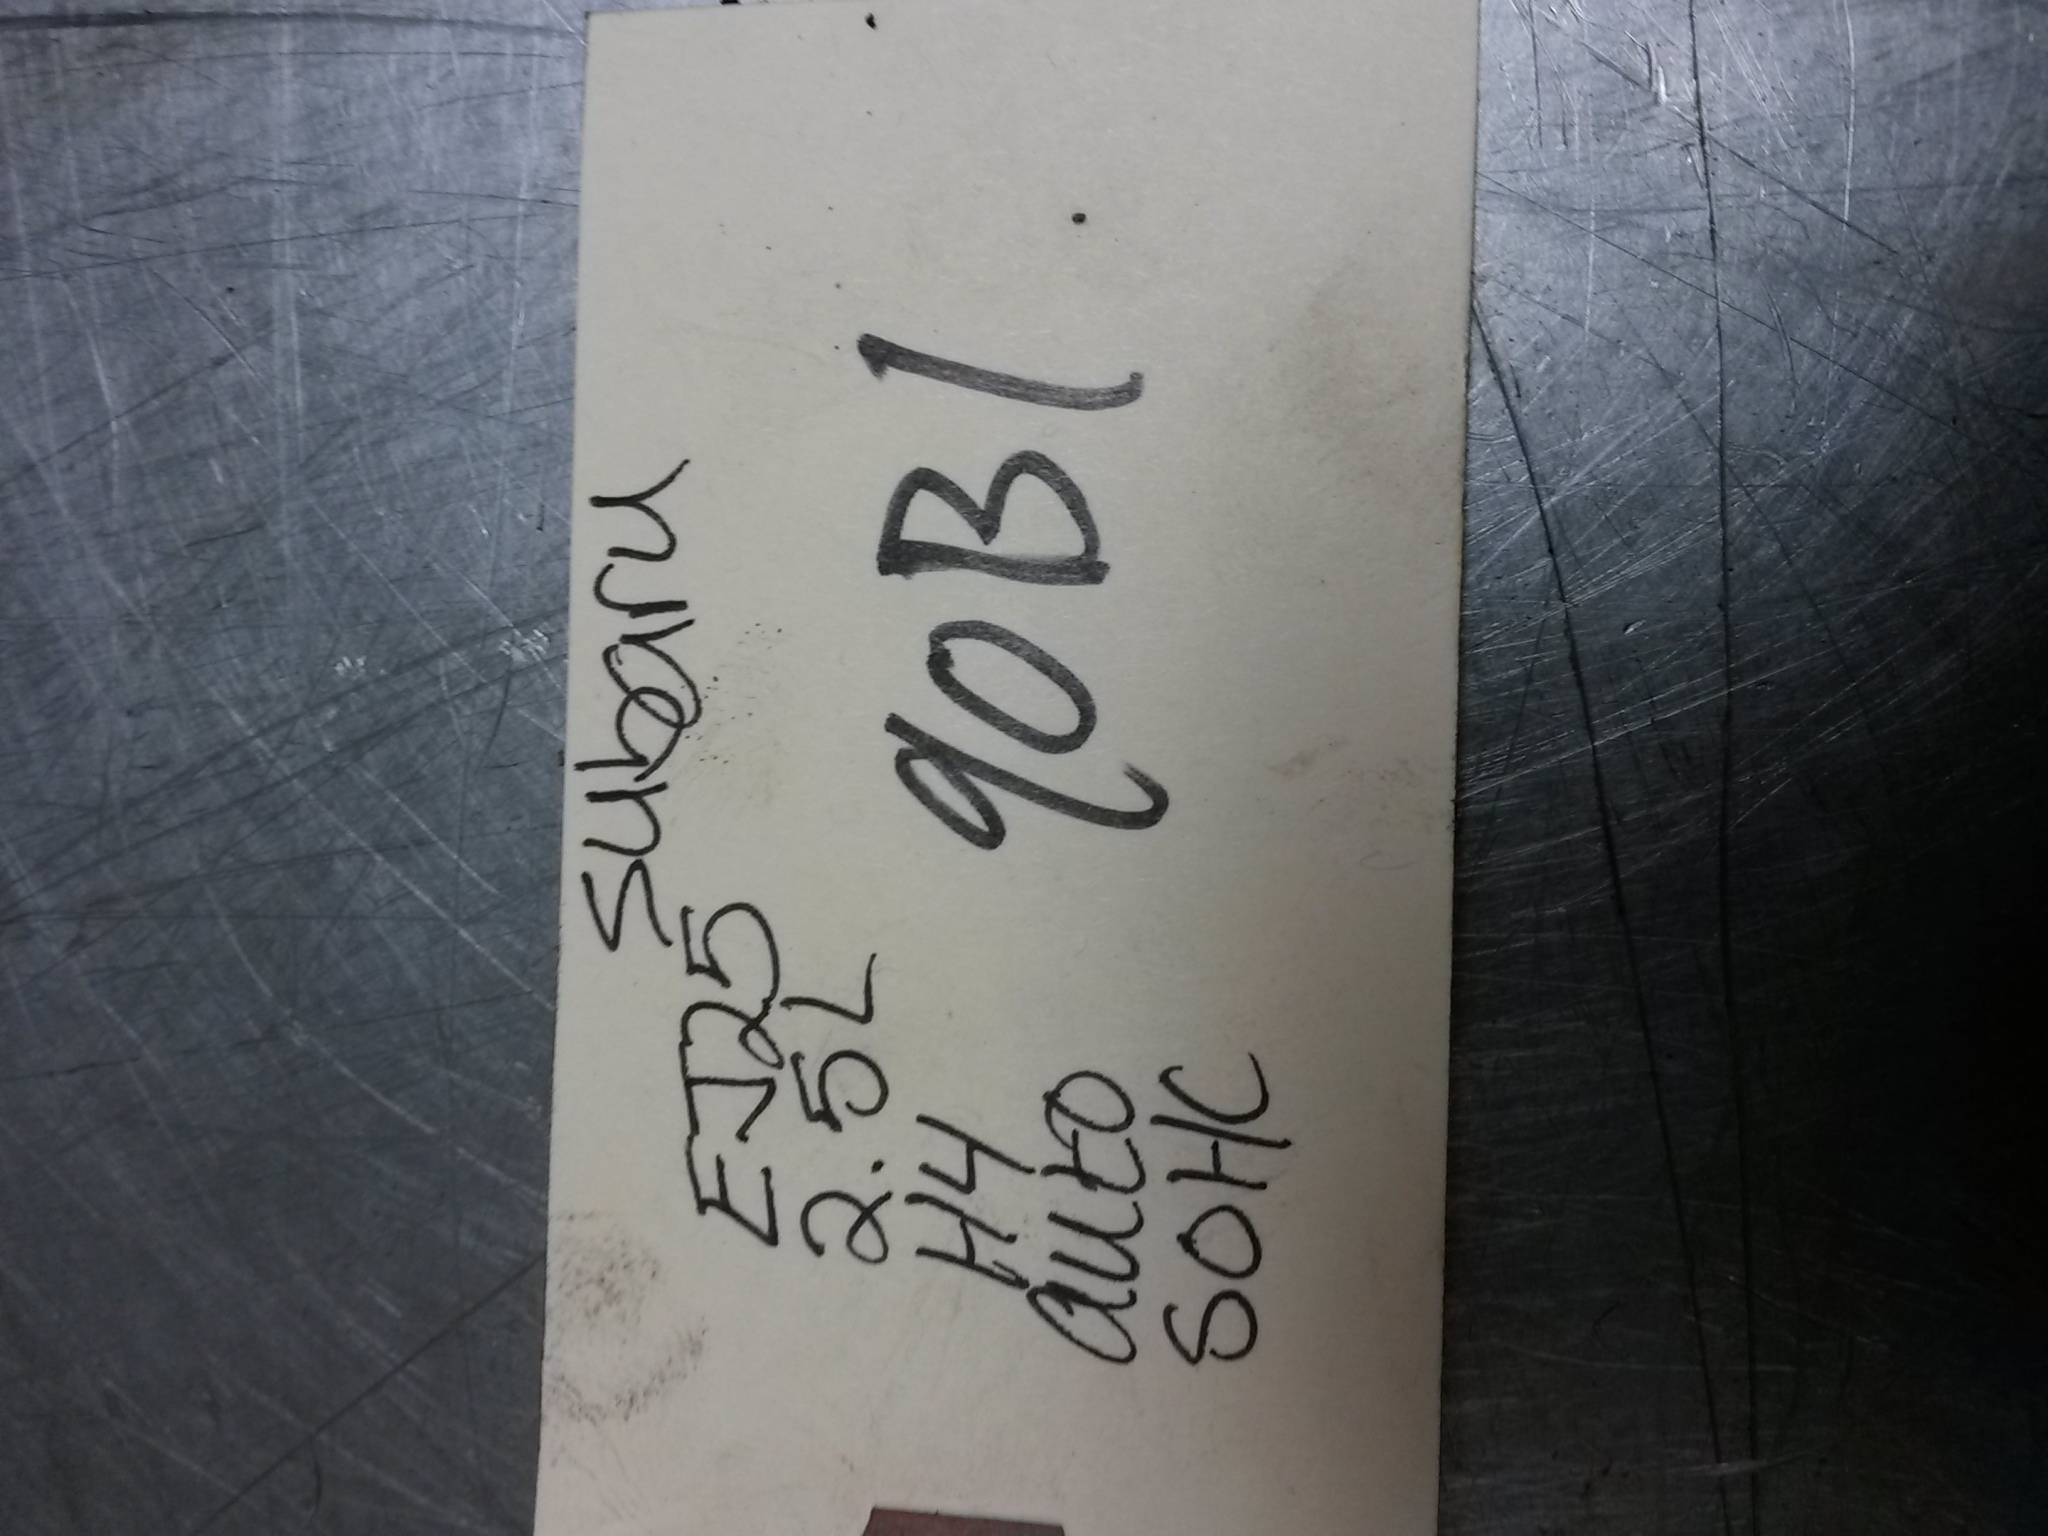 Subaru
EJ25
2.5L
H4
auto
SOHC
90B1